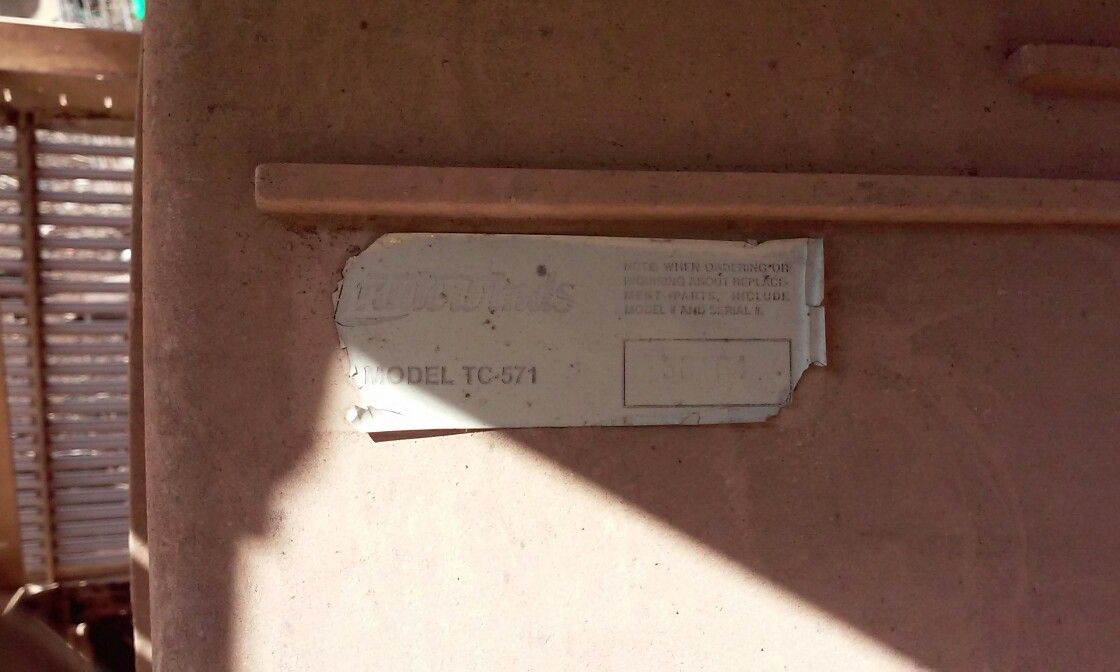 NOTE: WHEN ORDERING OR
INQUIRING ABOUT REPLACE-
MENT PARTS, INCLUDE
MODEL # AND SERIAL #.
MODEL TC-571